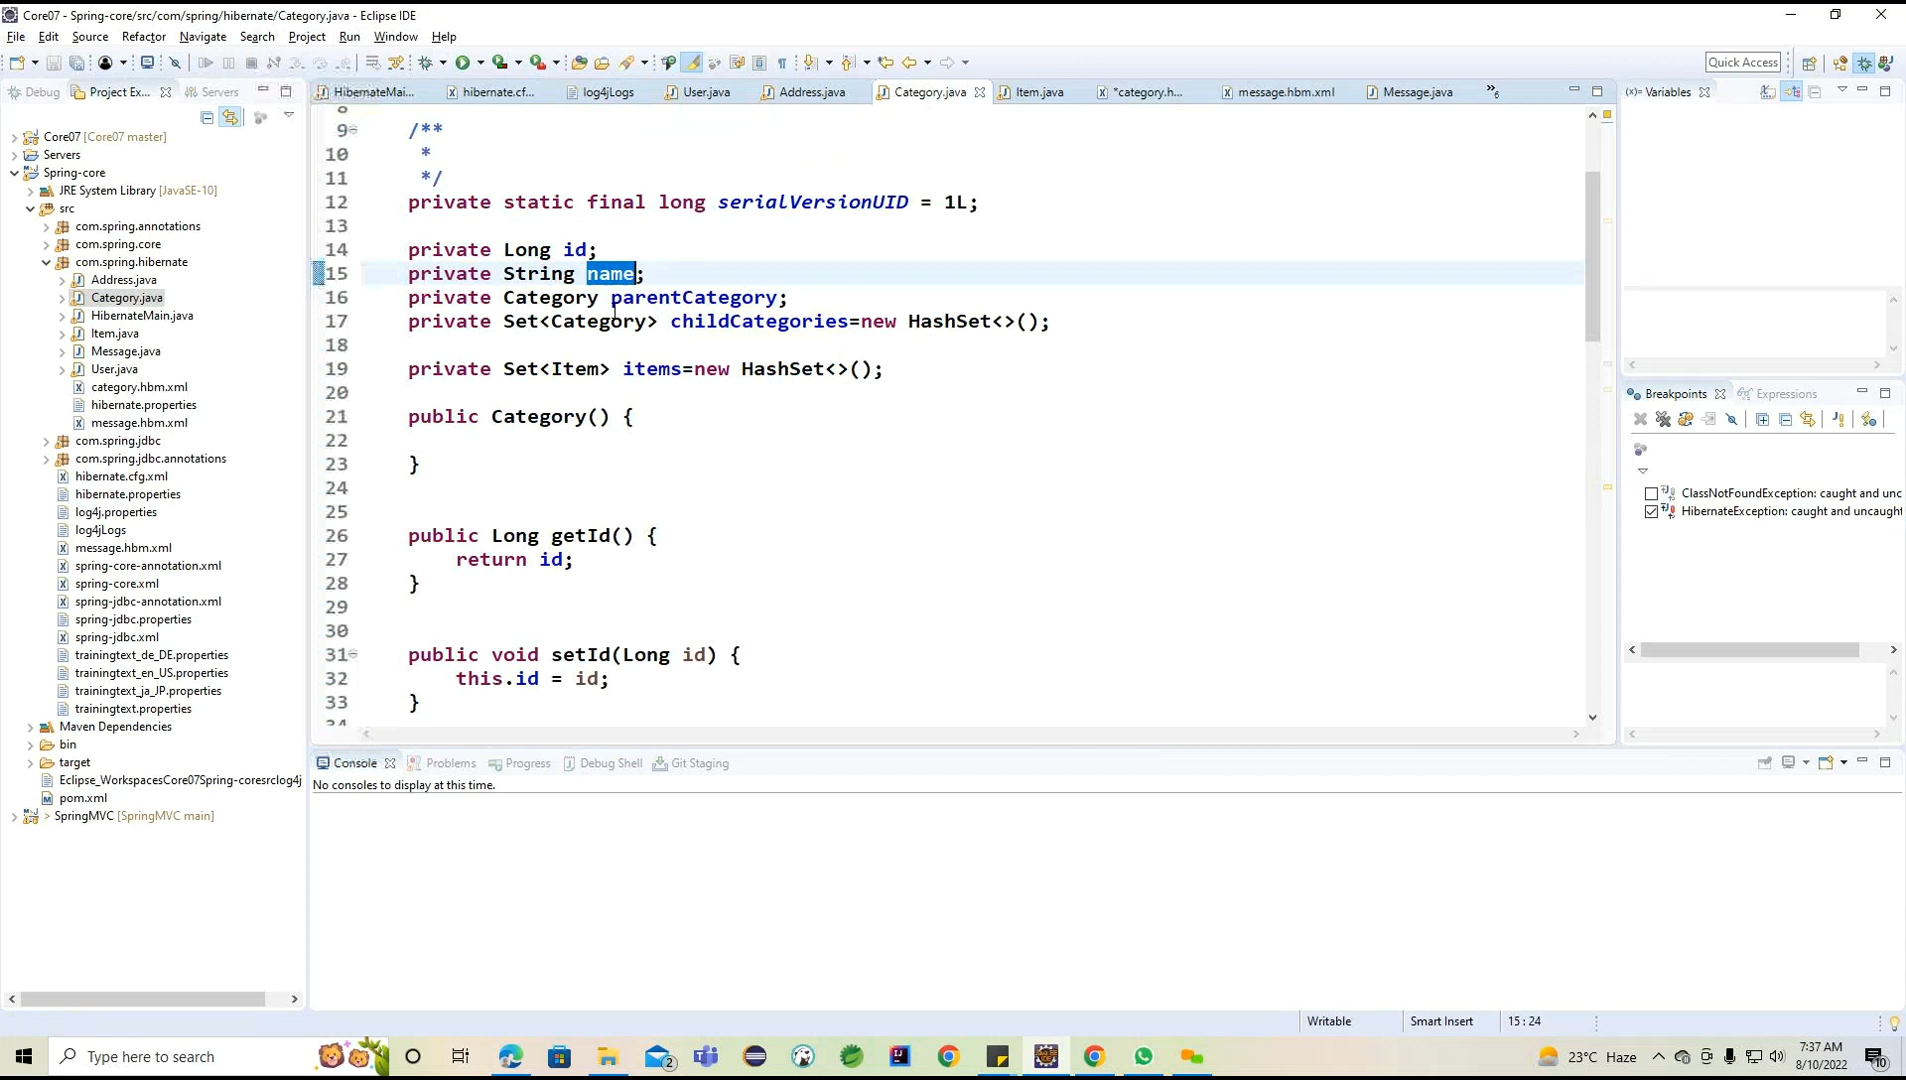 Core07 - Spring-core/src/com/spring/hibernate/Category.java - Eclipse IDE
File Edit Source Refactor Navigate Search Project Run Window Help
Quick Access
Debug Project Ex... Servers
HibernateMai... hibernate.cf... log4jLogs User.java Address.java Category.java Item.java *category.h... message.hbm.xml Message.java »6
(x)= Variables
Core07 [Core07 master]
Servers
Spring-core
JRE System Library [JavaSE-10]
src
com.spring.annotations
com.spring.core
com.spring.hibernate
Address.java
Category.java
HibernateMain.java
Item.java
Message.java
User.java
category.hbm.xml
hibernate.properties
message.hbm.xml
com.spring.jdbc
com.spring.jdbc.annotations
hibernate.cfg.xml
hibernate.properties
log4j.properties
log4jLogs
message.hbm.xml
spring-core-annotation.xml
spring-core.xml
spring-jdbc-annotation.xml
spring-jdbc.properties
spring-jdbc.xml
trainingtext_de_DE.properties
trainingtext_en_US.properties
trainingtext_ja_JP.properties
trainingtext.properties
Maven Dependencies
bin
target
Eclipse_WorkspacesCore07Spring-coresrclog4j
pom.xml
> SpringMVC [SpringMVC main]
8
9 /**
10 *
11 */
12 private static final long serialVersionUID = 1L;
13
14 private Long id;
15 private String name;
16 private Category parentCategory;
17 private Set<Category> childCategories=new HashSet<>();
18
19 private Set<Item> items=new HashSet<>();
20
21 public Category() {
22
23 }
24
25
26 public Long getId() {
27 return id;
28 }
29
30
31 public void setId(Long id) {
32 this.id = id;
33 }
34
Breakpoints Expressions
ClassNotFoundException: caught and unc
HibernateException: caught and uncaught
Console Problems Progress Debug Shell Git Staging
No consoles to display at this time.
Writable Smart Insert 15 : 24
Type here to search
2
23°C Haze
7:37 AM
8/10/2022
10